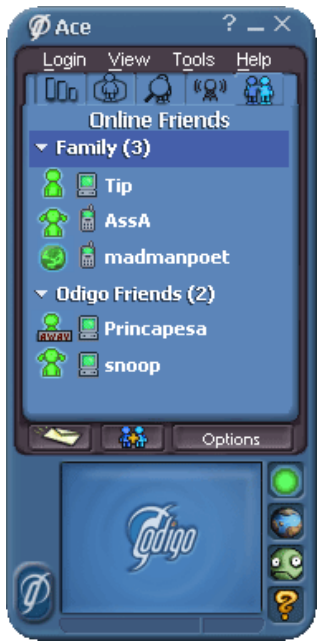 Ace ?
Login View Tools Help
Online Friends
Family (3)
Tip
AssA
madmanpoet
Odigo Friends (2)
AWAY Princapesa
snoop
Options
Odigo
?